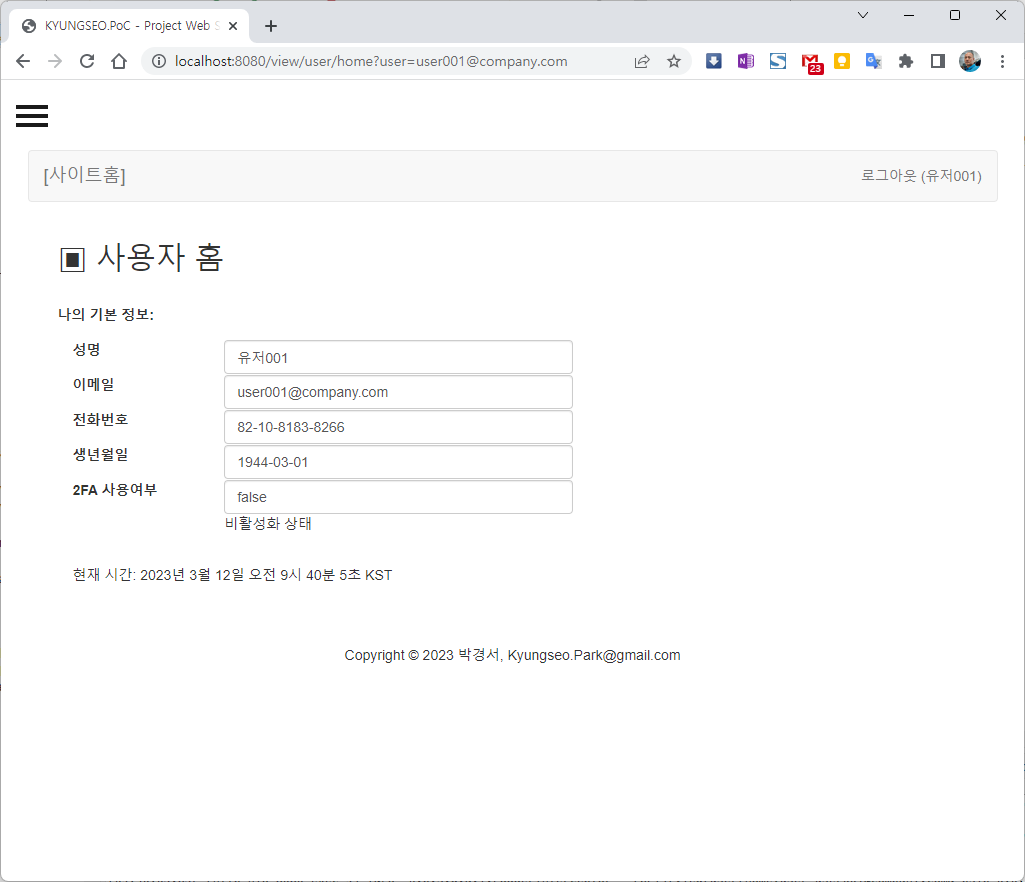 KYUNGSEO.PoC - Project Web S
localhost:8080/view/user/home?user=user001@company.com
23
[사이트홈]
로그아웃 (유저001)
▣ 사용자 홈
나의 기본 정보:
성명 유저001
이메일 user001@company.com
전화번호 82-10-8183-8266
생년월일 1944-03-01
2FA 사용여부 false
비활성화 상태
현재 시간: 2023년 3월 12일 오전 9시 40분 5초 KST
Copyright © 2023 박경서, Kyungseo.Park@gmail.com